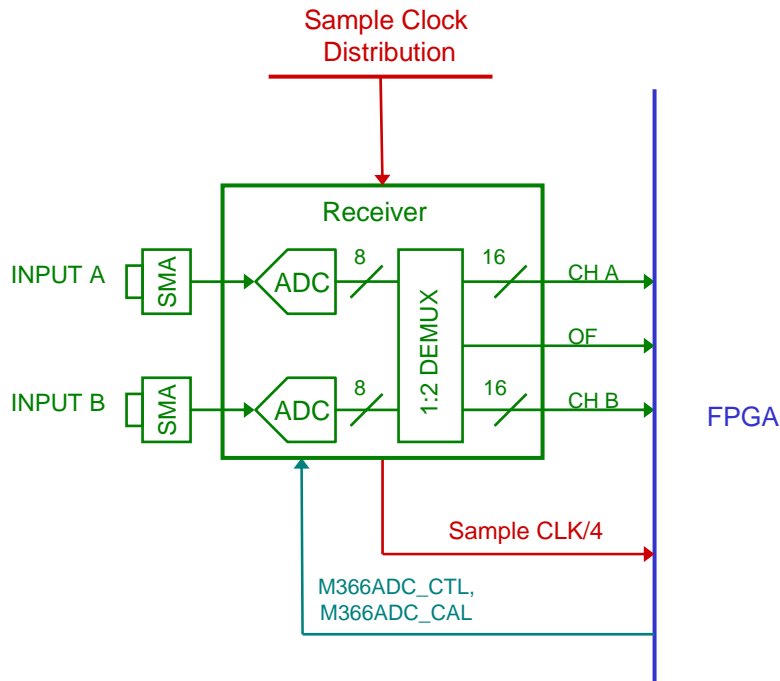 Sample Clock
Distribution
Receiver
INPUT A
SMA
ADC
8
1:2 DEMUX
16
CH A
OF
INPUT B
SMA
ADC
8
16
CH B
FPGA
Sample CLK/4
M366ADC_CTL,
M366ADC_CAL